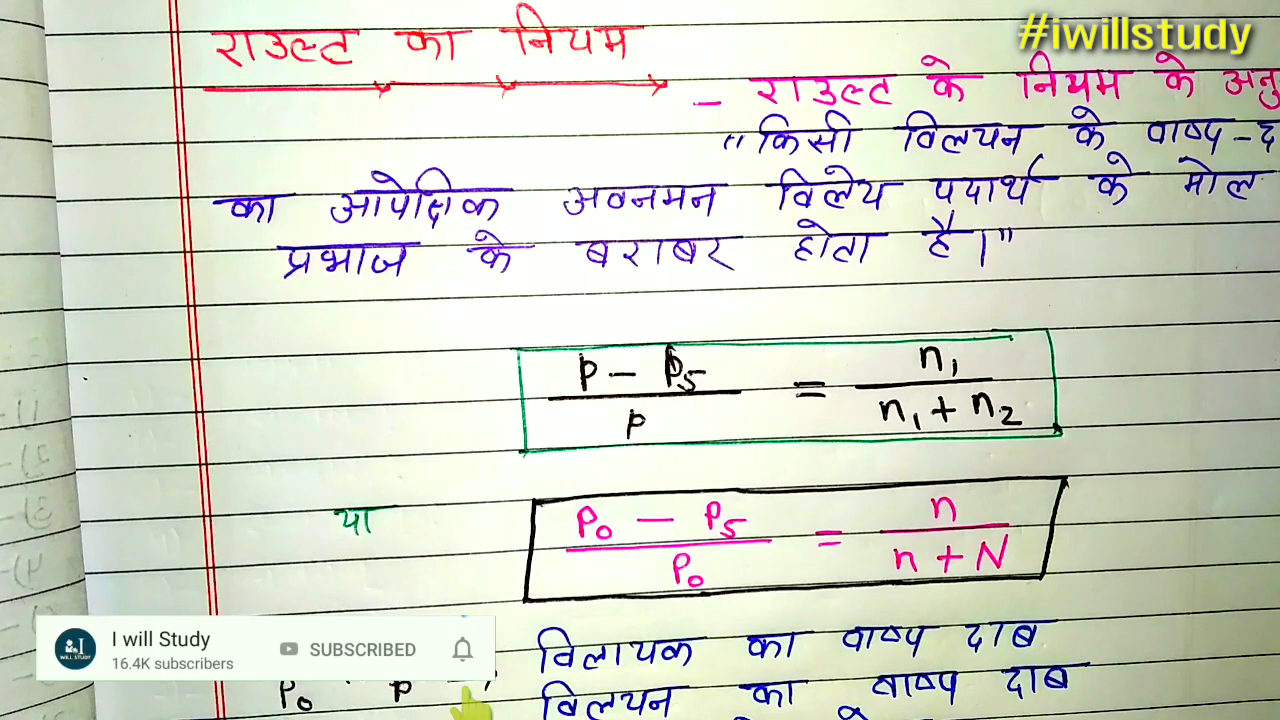 #iwillstudy
राउल्ट का नियम
– राउल्ट के नियम के अनु
"किसी विलयन के वाष्प-द
का आपेक्षिक अवनमन विलेय पदार्थ के मोल
प्रभाज के बराबर होता है।"
p - ps / p = n₁ / n₁ + n₂
या
P₀ - Ps / P₀ = n / n + N
विलायक का वाष्प दाब
I will Study
16.4K subscribers
SUBSCRIBED
P₀ p
विलयन का वाष्प दाब